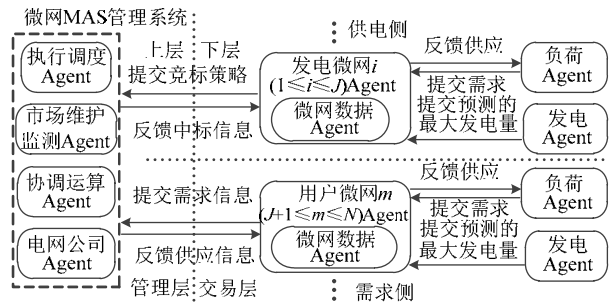 微网MAS管理系统
执行调度
Agent
市场维护
监测Agent
协调运算
Agent
电网公司
Agent
上层 下层
提交竞标策略
反馈中标信息
提交需求信息
反馈供应信息
管理层 交易层
供电侧
发电微网i
(1≤i≤J)Agent
微网数据
Agent
反馈供应
提交需求
提交预测的
最大发电量
负荷
Agent
发电
Agent
用户微网m
(J+1≤m≤N)Agent
微网数据
Agent
反馈供应
提交需求
提交预测的
最大发电量
负荷
Agent
发电
Agent
需求侧